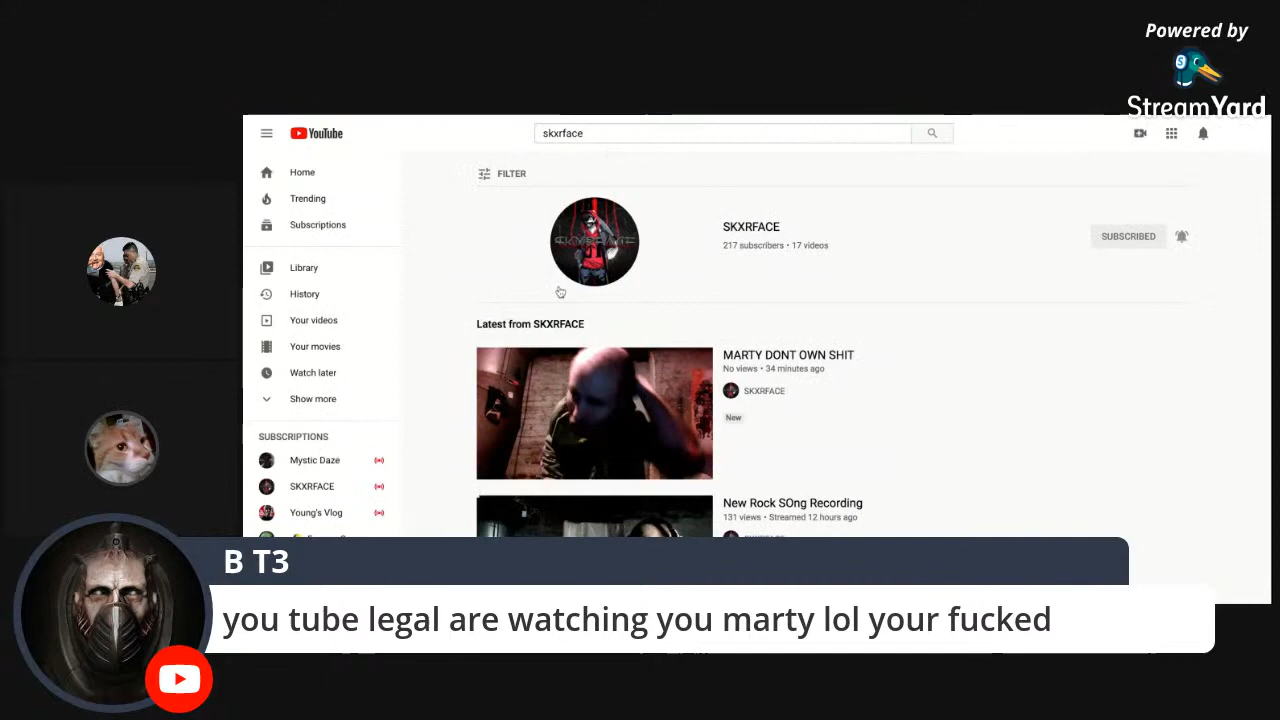 Powered by
StreamYard
YouTube
skxrface
Home
Trending
Subscriptions
Library
History
Your videos
Your movies
Watch later
Show more
SUBSCRIPTIONS
Mystic Daze
SKXRFACE
Young's Vlog
FILTER
SKXRFACE
217 subscribers • 17 videos
SUBSCRIBED
Latest from SKXRFACE
MARTY DONT OWN SHIT
No views • 34 minutes ago
SKXRFACE
New
New Rock SOng Recording
131 views • Streamed 12 hours ago
B T3
you tube legal are watching you marty lol your fucked